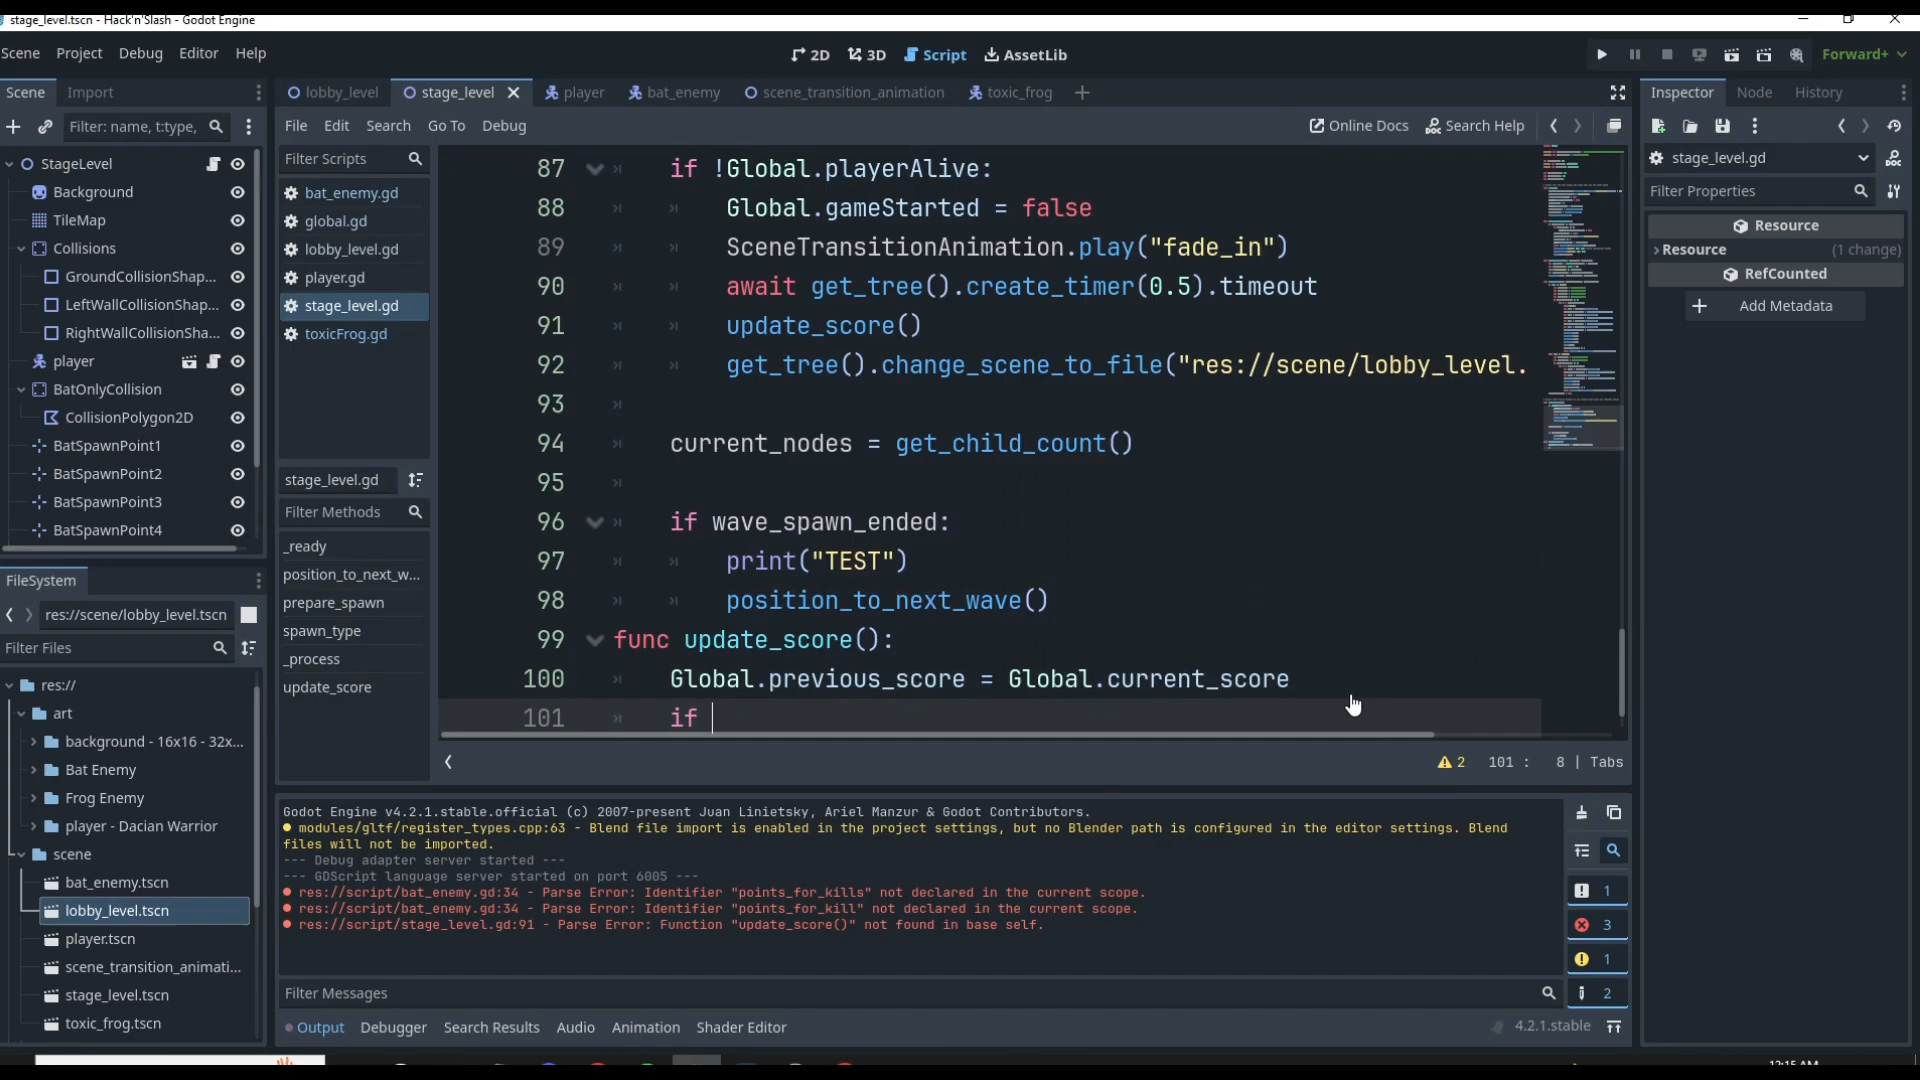 stage_level.tscn - Hack'n'Slash - Godot Engine
Scene Project Debug Editor Help
2D 3D Script AssetLib
Forward+
Scene Import
lobby_level stage_level player bat_enemy scene_transition_animation toxic_frog
Inspector Node History
Filter: name, t:type,
File Edit Search Go To Debug
Online Docs Search Help
StageLevel
Background
TileMap
Collisions
GroundCollisionShap...
LeftWallCollisionShap...
RightWallCollisionSha...
player
BatOnlyCollision
CollisionPolygon2D
BatSpawnPoint1
BatSpawnPoint2
BatSpawnPoint3
BatSpawnPoint4
FileSystem
res://scene/lobby_level.tscn
Filter Files
res://
art
background - 16x16 - 32x...
Bat Enemy
Frog Enemy
player - Dacian Warrior
scene
bat_enemy.tscn
lobby_level.tscn
player.tscn
scene_transition_animati...
stage_level.tscn
toxic_frog.tscn
Filter Scripts
bat_enemy.gd
global.gd
lobby_level.gd
player.gd
stage_level.gd
toxicFrog.gd
stage_level.gd
Filter Methods
_ready
position_to_next_w...
prepare_spawn
spawn_type
_process
update_score
87 if !Global.playerAlive:
88 Global.gameStarted = false
89 SceneTransitionAnimation.play("fade_in")
90 await get_tree().create_timer(0.5).timeout
91 update_score()
92 get_tree().change_scene_to_file("res://scene/lobby_level.
93
94 current_nodes = get_child_count()
95
96 if wave_spawn_ended:
97 print("TEST")
98 position_to_next_wave()
99 func update_score():
100 Global.previous_score = Global.current_score
101 if
2 101 : 8 | Tabs
Godot Engine v4.2.1.stable.official (c) 2007-present Juan Linietsky, Ariel Manzur & Godot Contributors.
modules/gltf/register_types.cpp:63 - Blend file import is enabled in the project settings, but no Blender path is configured in the editor settings. Blend
files will not be imported.
--- Debug adapter server started ---
--- GDScript language server started on port 6005 ---
res://script/bat_enemy.gd:34 - Parse Error: Identifier "points_for_kills" not declared in the current scope.
res://script/bat_enemy.gd:34 - Parse Error: Identifier "points_for_kill" not declared in the current scope.
res://script/stage_level.gd:91 - Parse Error: Function "update_score()" not found in base self.
1
3
1
2
Filter Messages
Output Debugger Search Results Audio Animation Shader Editor
4.2.1.stable
stage_level.gd
Filter Properties
Resource
Resource (1 change)
RefCounted
Add Metadata